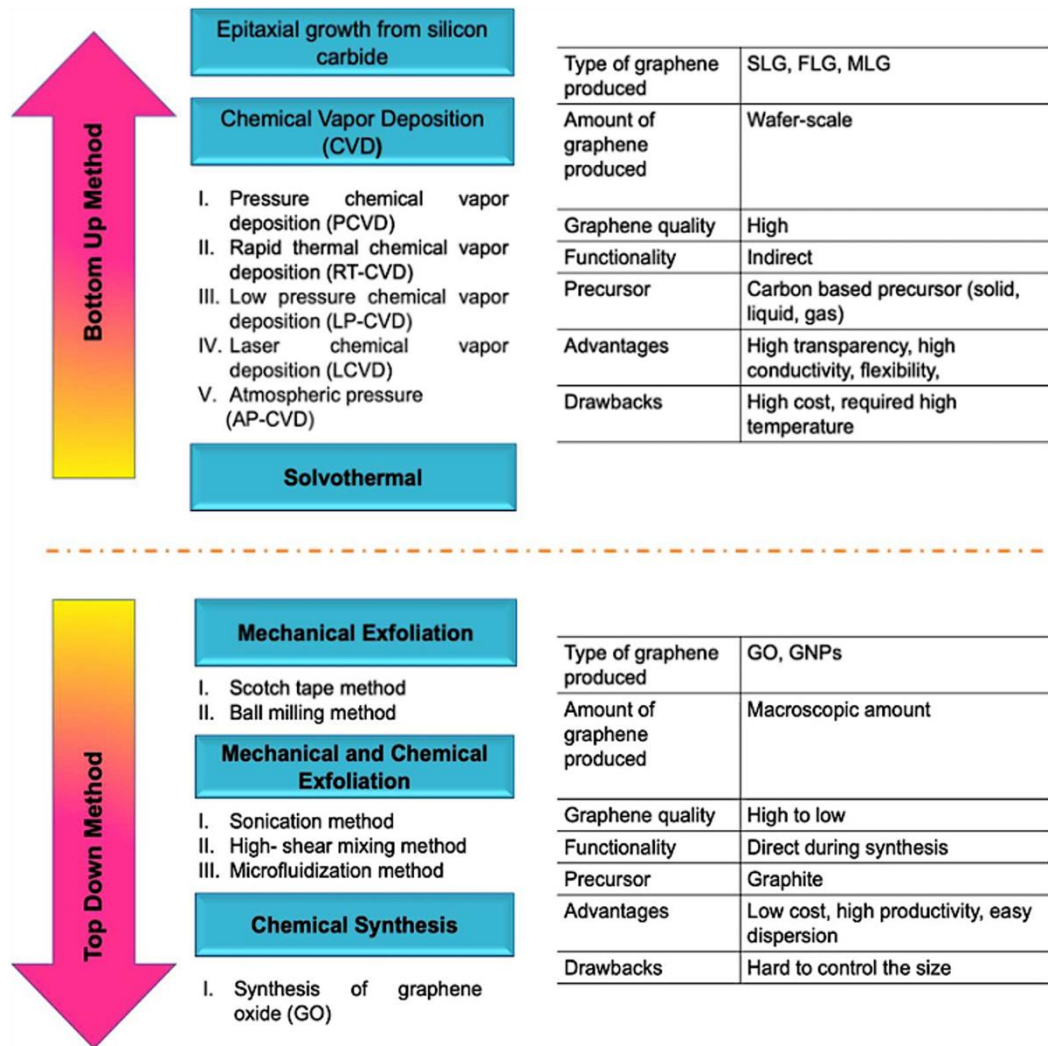 Bottom Up Method
Epitaxial growth from silicon
carbide
Chemical Vapor Deposition
(CVD)
I. Pressure chemical vapor
deposition (PCVD)
II. Rapid thermal chemical vapor
deposition (RT-CVD)
III. Low pressure chemical vapor
deposition (LP-CVD)
IV. Laser chemical vapor
deposition (LCVD)
V. Atmospheric pressure
(AP-CVD)
Solvothermal
Type of graphene
produced
SLG, FLG, MLG
Amount of
graphene
produced
Wafer-scale
Graphene quality
High
Functionality
Indirect
Precursor
Carbon based precursor (solid,
liquid, gas)
Advantages
High transparency, high
conductivity, flexibility,
Drawbacks
High cost, required high
temperature
Top Down Method
Mechanical Exfoliation
I. Scotch tape method
II. Ball milling method
Mechanical and Chemical
Exfoliation
I. Sonication method
II. High- shear mixing method
III. Microfluidization method
Chemical Synthesis
I. Synthesis of graphene
oxide (GO)
Type of graphene
produced
GO, GNPs
Amount of
graphene
produced
Macroscopic amount
Graphene quality
High to low
Functionality
Direct during synthesis
Precursor
Graphite
Advantages
Low cost, high productivity, easy
dispersion
Drawbacks
Hard to control the size